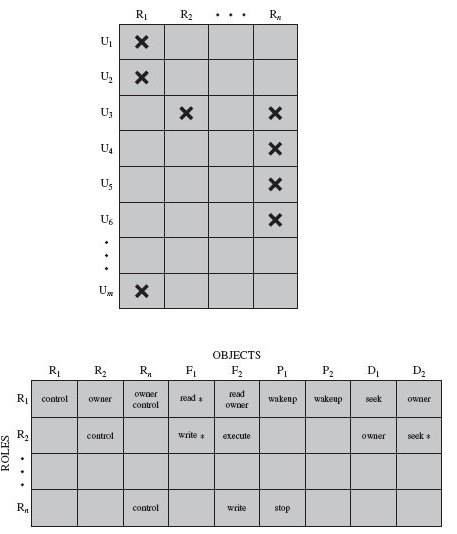 R₁ R₂ • • • Rₙ
U₁ ✖
U₂ ✖
U₃ ✖ ✖
U₄ ✖
U₅ ✖
U₆ ✖
•
•
•
Uₘ ✖
OBJECTS
R₁ R₂ Rₙ F₁ F₂ P₁ P₂ D₁ D₂
ROLES
R₁ control owner owner control read * read owner wakeup wakeup seek owner
R₂ control write * execute owner seek *
•
•
•
Rₙ control write stop